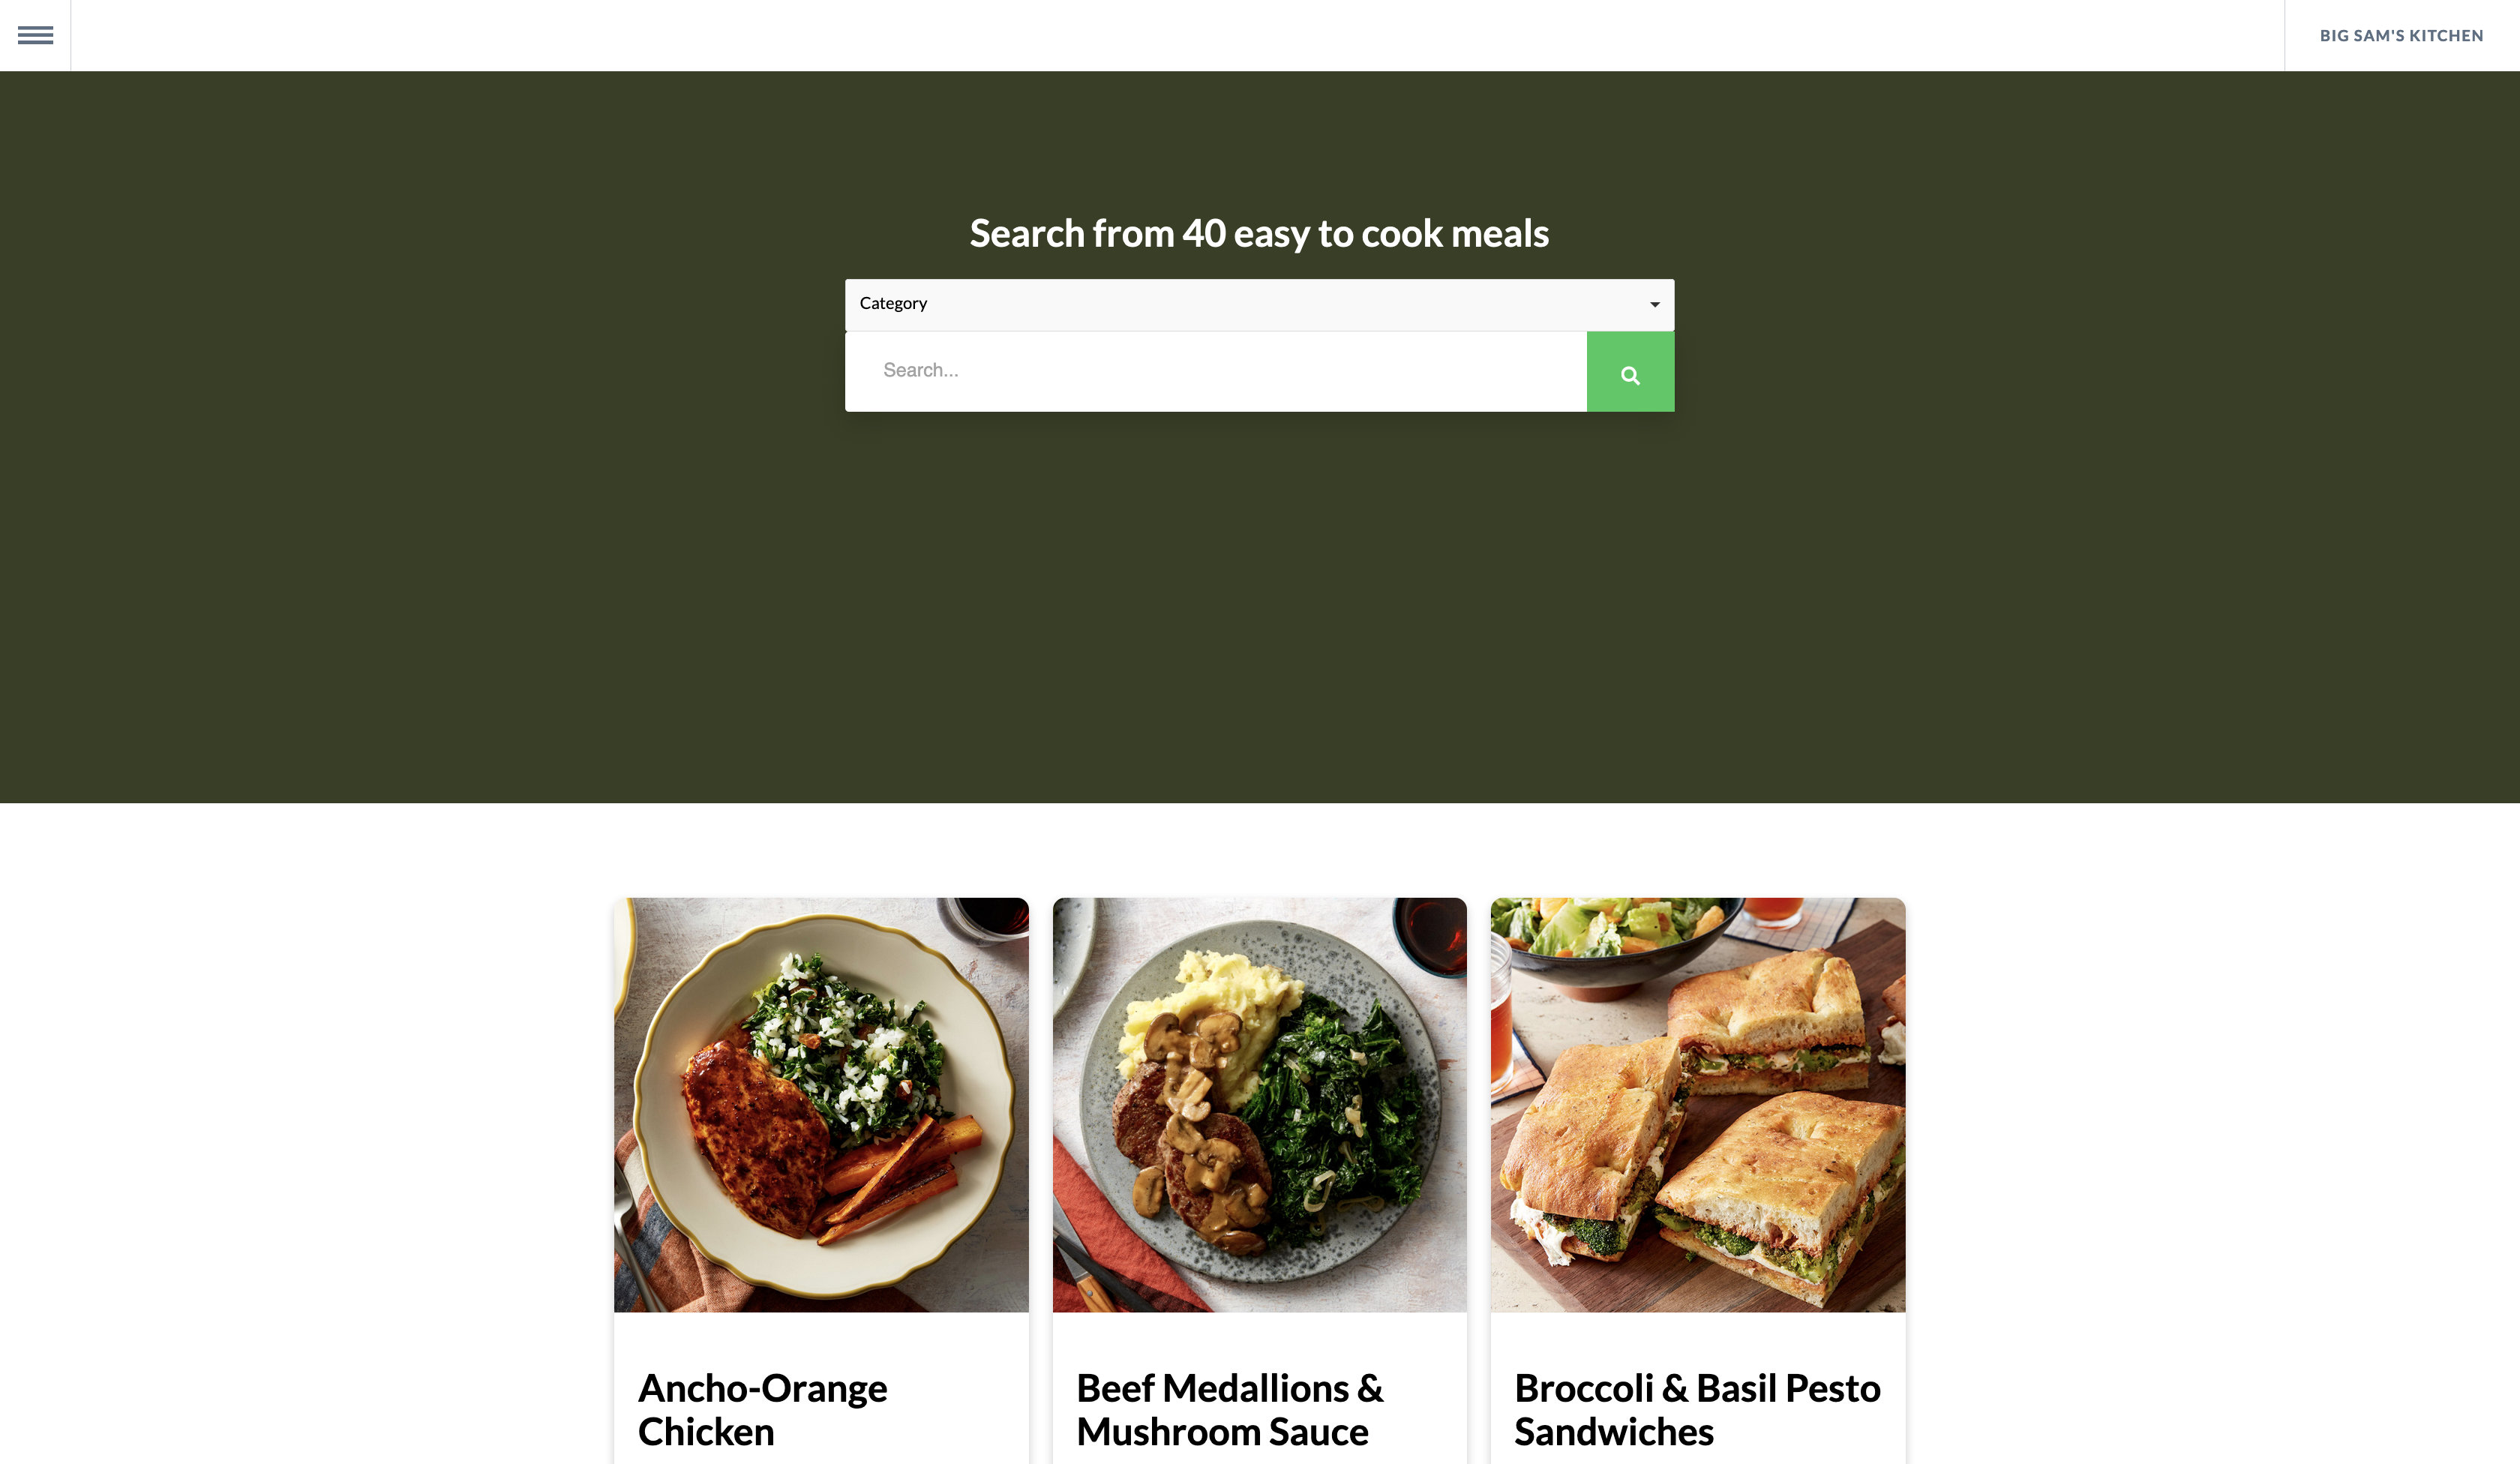 BIG SAM'S KITCHEN
Search from 40 easy to cook meals
Category
Search...
Ancho-Orange
Chicken
Beef Medallions &
Mushroom Sauce
Broccoli & Basil Pesto
Sandwiches